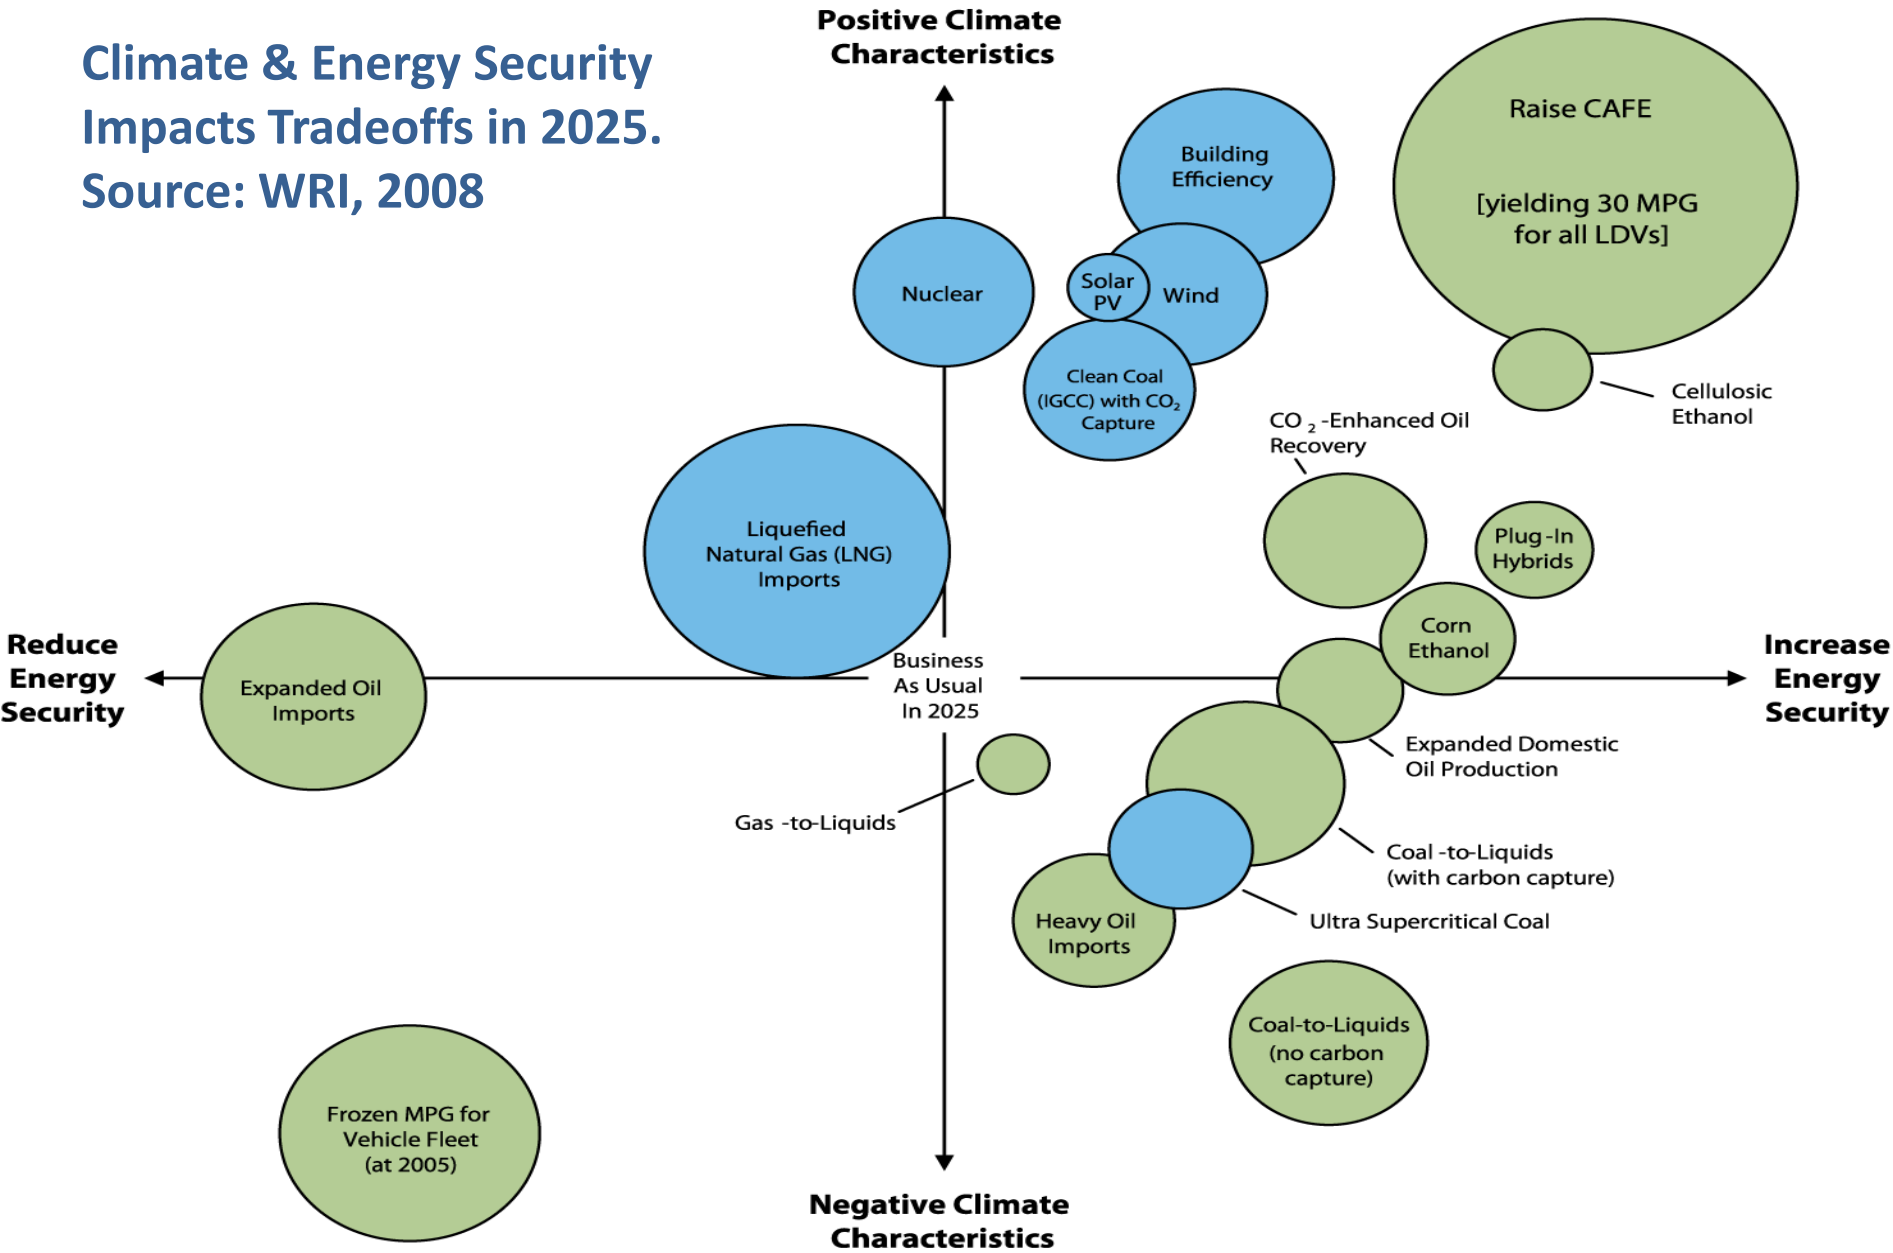 Climate & Energy Security
Impacts Tradeoffs in 2025.
Source: WRI, 2008
Positive Climate
Characteristics
Raise CAFE
[yielding 30 MPG
for all LDVs]
Building
Efficiency
Nuclear
Solar
PV
Wind
Clean Coal
(IGCC) with CO₂
Capture
Cellulosic
Ethanol
CO ₂ -Enhanced Oil
Recovery
Liquefied
Natural Gas (LNG)
Imports
Plug-In
Hybrids
Corn
Ethanol
Reduce
Energy
Security
Expanded Oil
Imports
Business
As Usual
In 2025
Increase
Energy
Security
Expanded Domestic
Oil Production
Gas -to-Liquids
Coal -to-Liquids
(with carbon capture)
Ultra Supercritical Coal
Heavy Oil
Imports
Coal-to-Liquids
(no carbon
capture)
Frozen MPG for
Vehicle Fleet
(at 2005)
Negative Climate
Characteristics